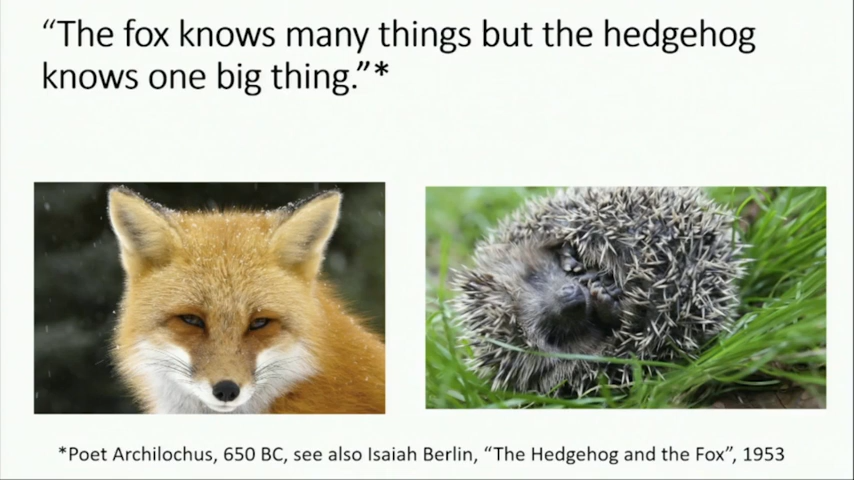 “The fox knows many things but the hedgehog
knows one big thing.”*
*Poet Archilochus, 650 BC, see also Isaiah Berlin, “The Hedgehog and the Fox”, 1953